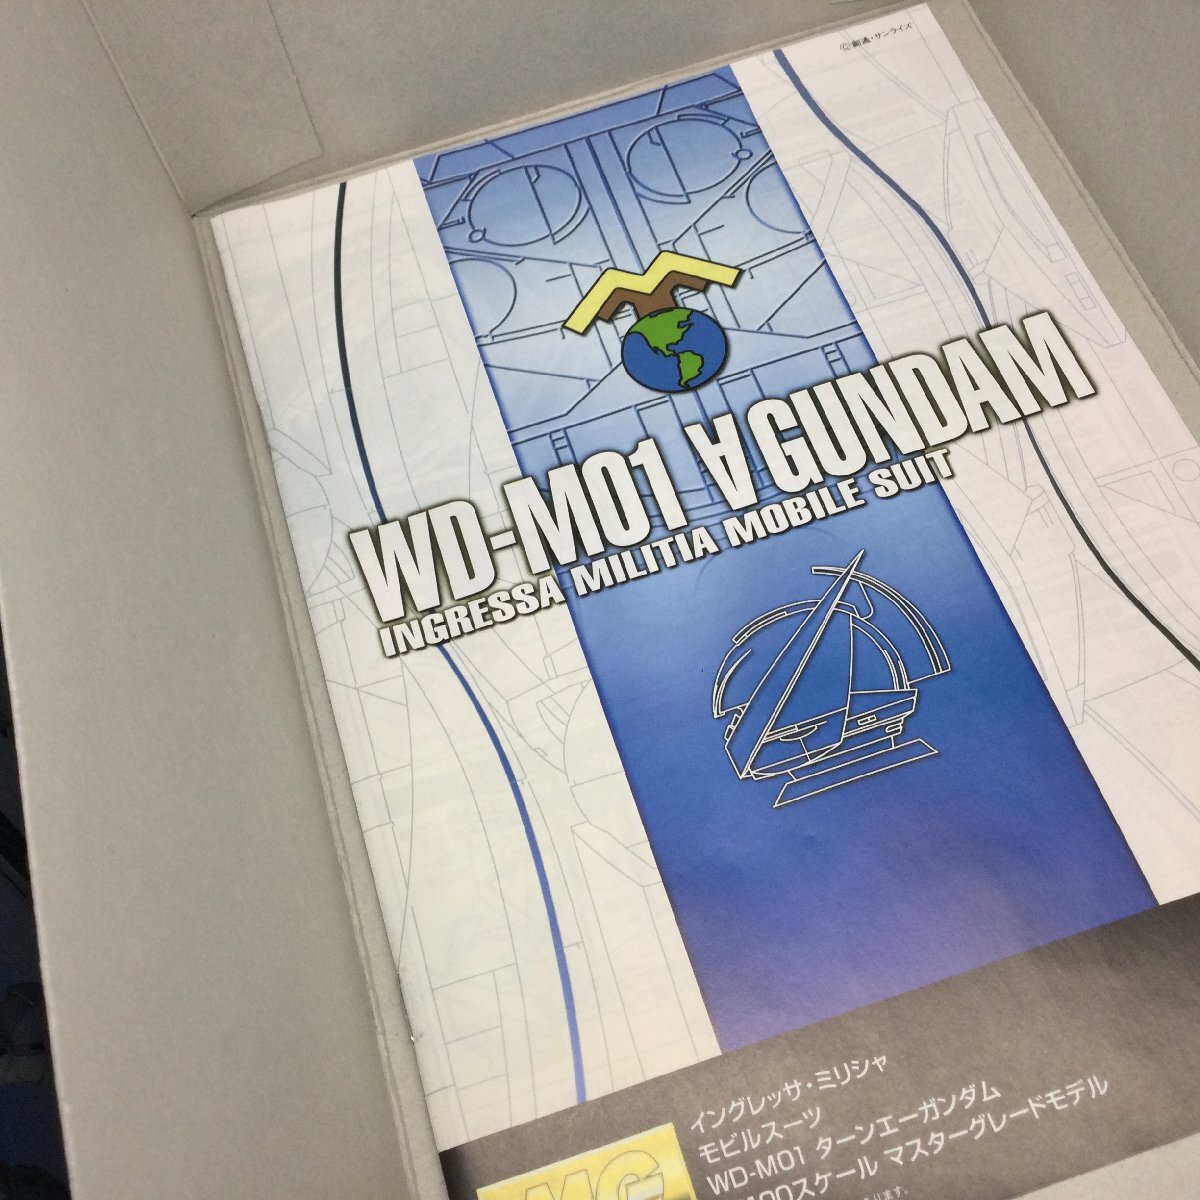 ©創通・サンライズ
WD-M01 ∀ GUNDAM
INGRESSA MILITIA MOBILE SUIT
イングレッサ・ミリシャ
モビルスーツ
WD-M01 ターンエーガンダム
スケール マスターグレードモデル
MG